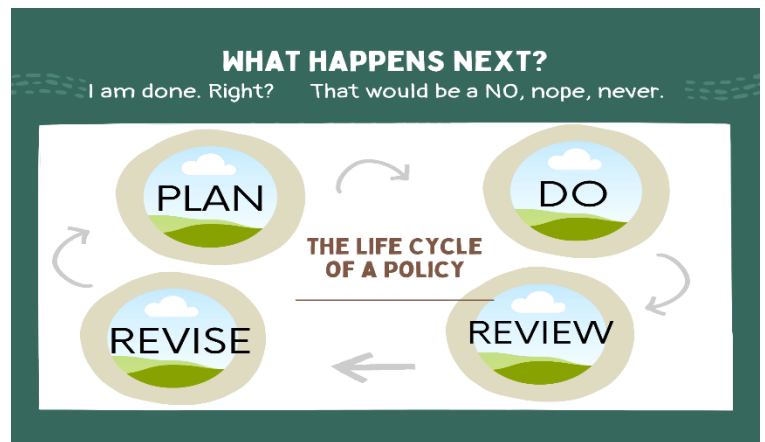 WHAT HAPPENS NEXT?
I am done. Right? That would be a NO, nope, never.
PLAN
DO
THE LIFE CYCLE
OF A POLICY
REVISE
REVIEW